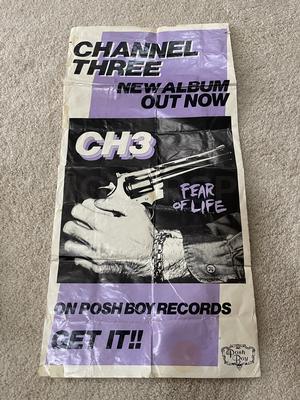 CHANNEL
THREE
NEW ALBUM
OUT NOW
CH3
FEAR
OF LIFE
ON POSH BOY RECORDS
GET IT!!
Posh
Boy